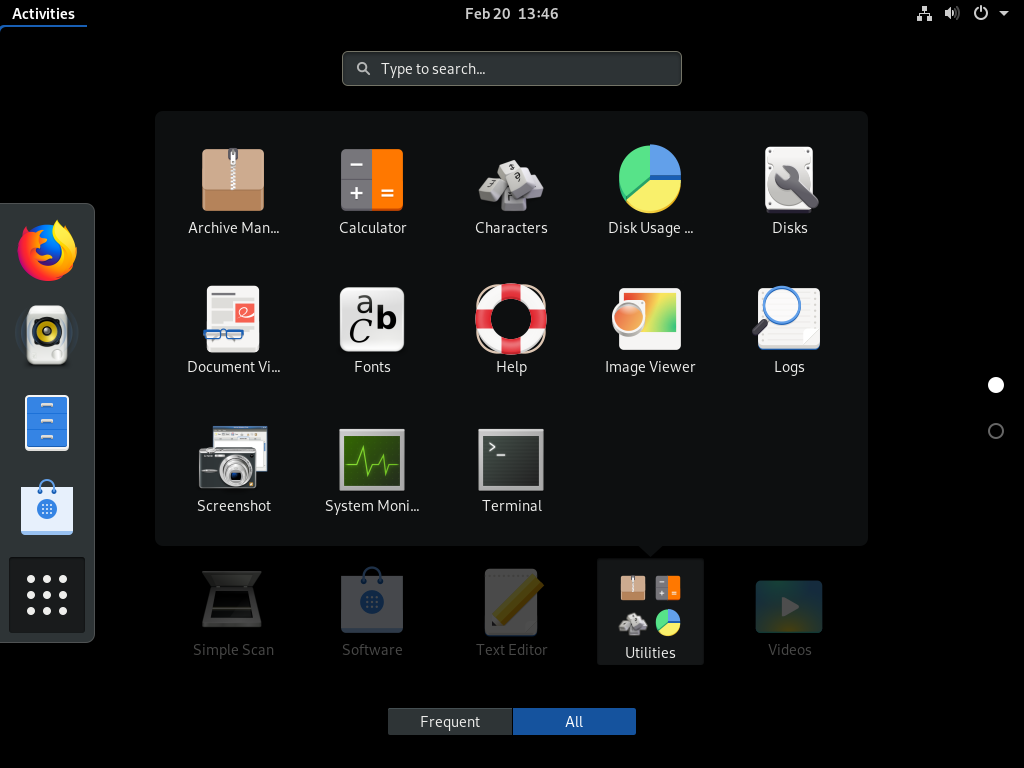 Activities
Feb 20 13:46
Type to search...
Archive Man...
Calculator
Characters
Disk Usage ...
Disks
Document Vi...
Fonts
Help
Image Viewer
Logs
Screenshot
System Moni...
Terminal
Simple Scan
Software
Text Editor
Utilities
Videos
Frequent
All